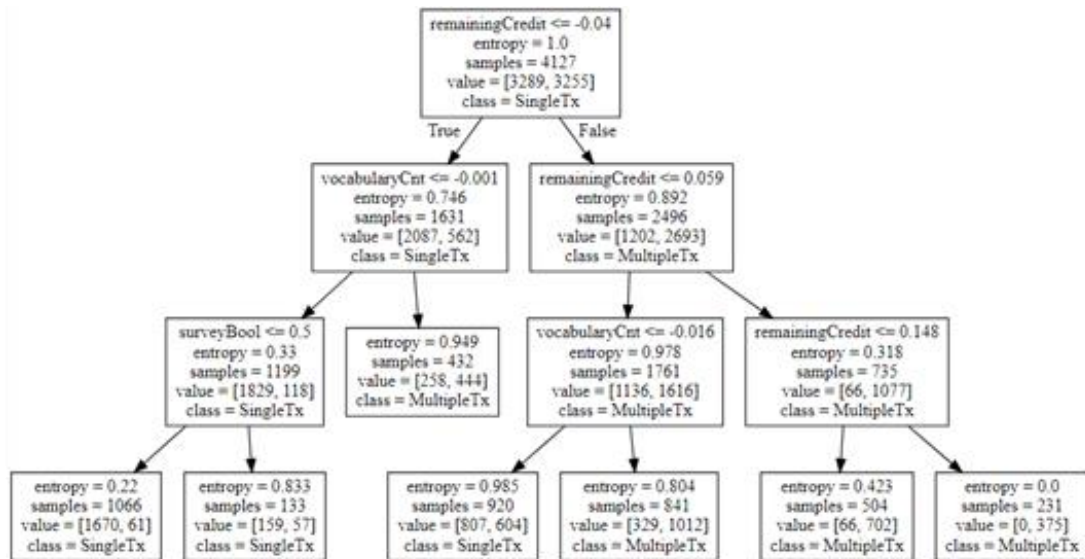 remainingCredit <= -0.04
entropy = 1.0
samples = 4127
value = [3289, 3255]
class = SingleTx
True
False
vocabularyCnt <= -0.001
entropy = 0.746
samples = 1631
value = [2087, 562]
class = SingleTx
remainingCredit <= 0.059
entropy = 0.892
samples = 2496
value = [1202, 2693]
class = MultipleTx
surveyBool <= 0.5
entropy = 0.33
samples = 1199
value = [1829, 118]
class = SingleTx
entropy = 0.949
samples = 432
value = [258, 444]
class = MultipleTx
vocabularyCnt <= -0.016
entropy = 0.978
samples = 1761
value = [1136, 1616]
class = MultipleTx
remainingCredit <= 0.148
entropy = 0.318
samples = 735
value = [66, 1077]
class = MultipleTx
entropy = 0.22
samples = 1066
value = [1670, 61]
class = SingleTx
entropy = 0.833
samples = 133
value = [159, 57]
class = SingleTx
entropy = 0.985
samples = 920
value = [807, 604]
class = SingleTx
entropy = 0.804
samples = 841
value = [329, 1012]
class = MultipleTx
entropy = 0.423
samples = 504
value = [66, 702]
class = MultipleTx
entropy = 0.0
samples = 231
value = [0, 375]
class = MultipleTx